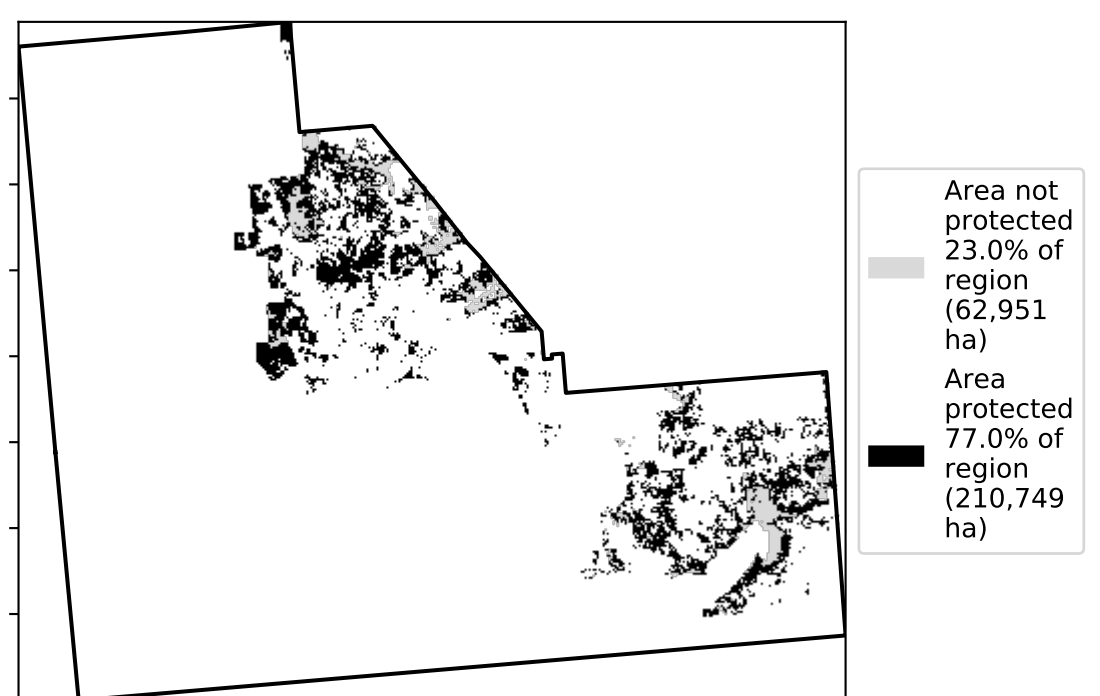 Area not
protected
23.0% of
region
(62,951
ha)
Area
protected
77.0% of
region
(210,749
ha)